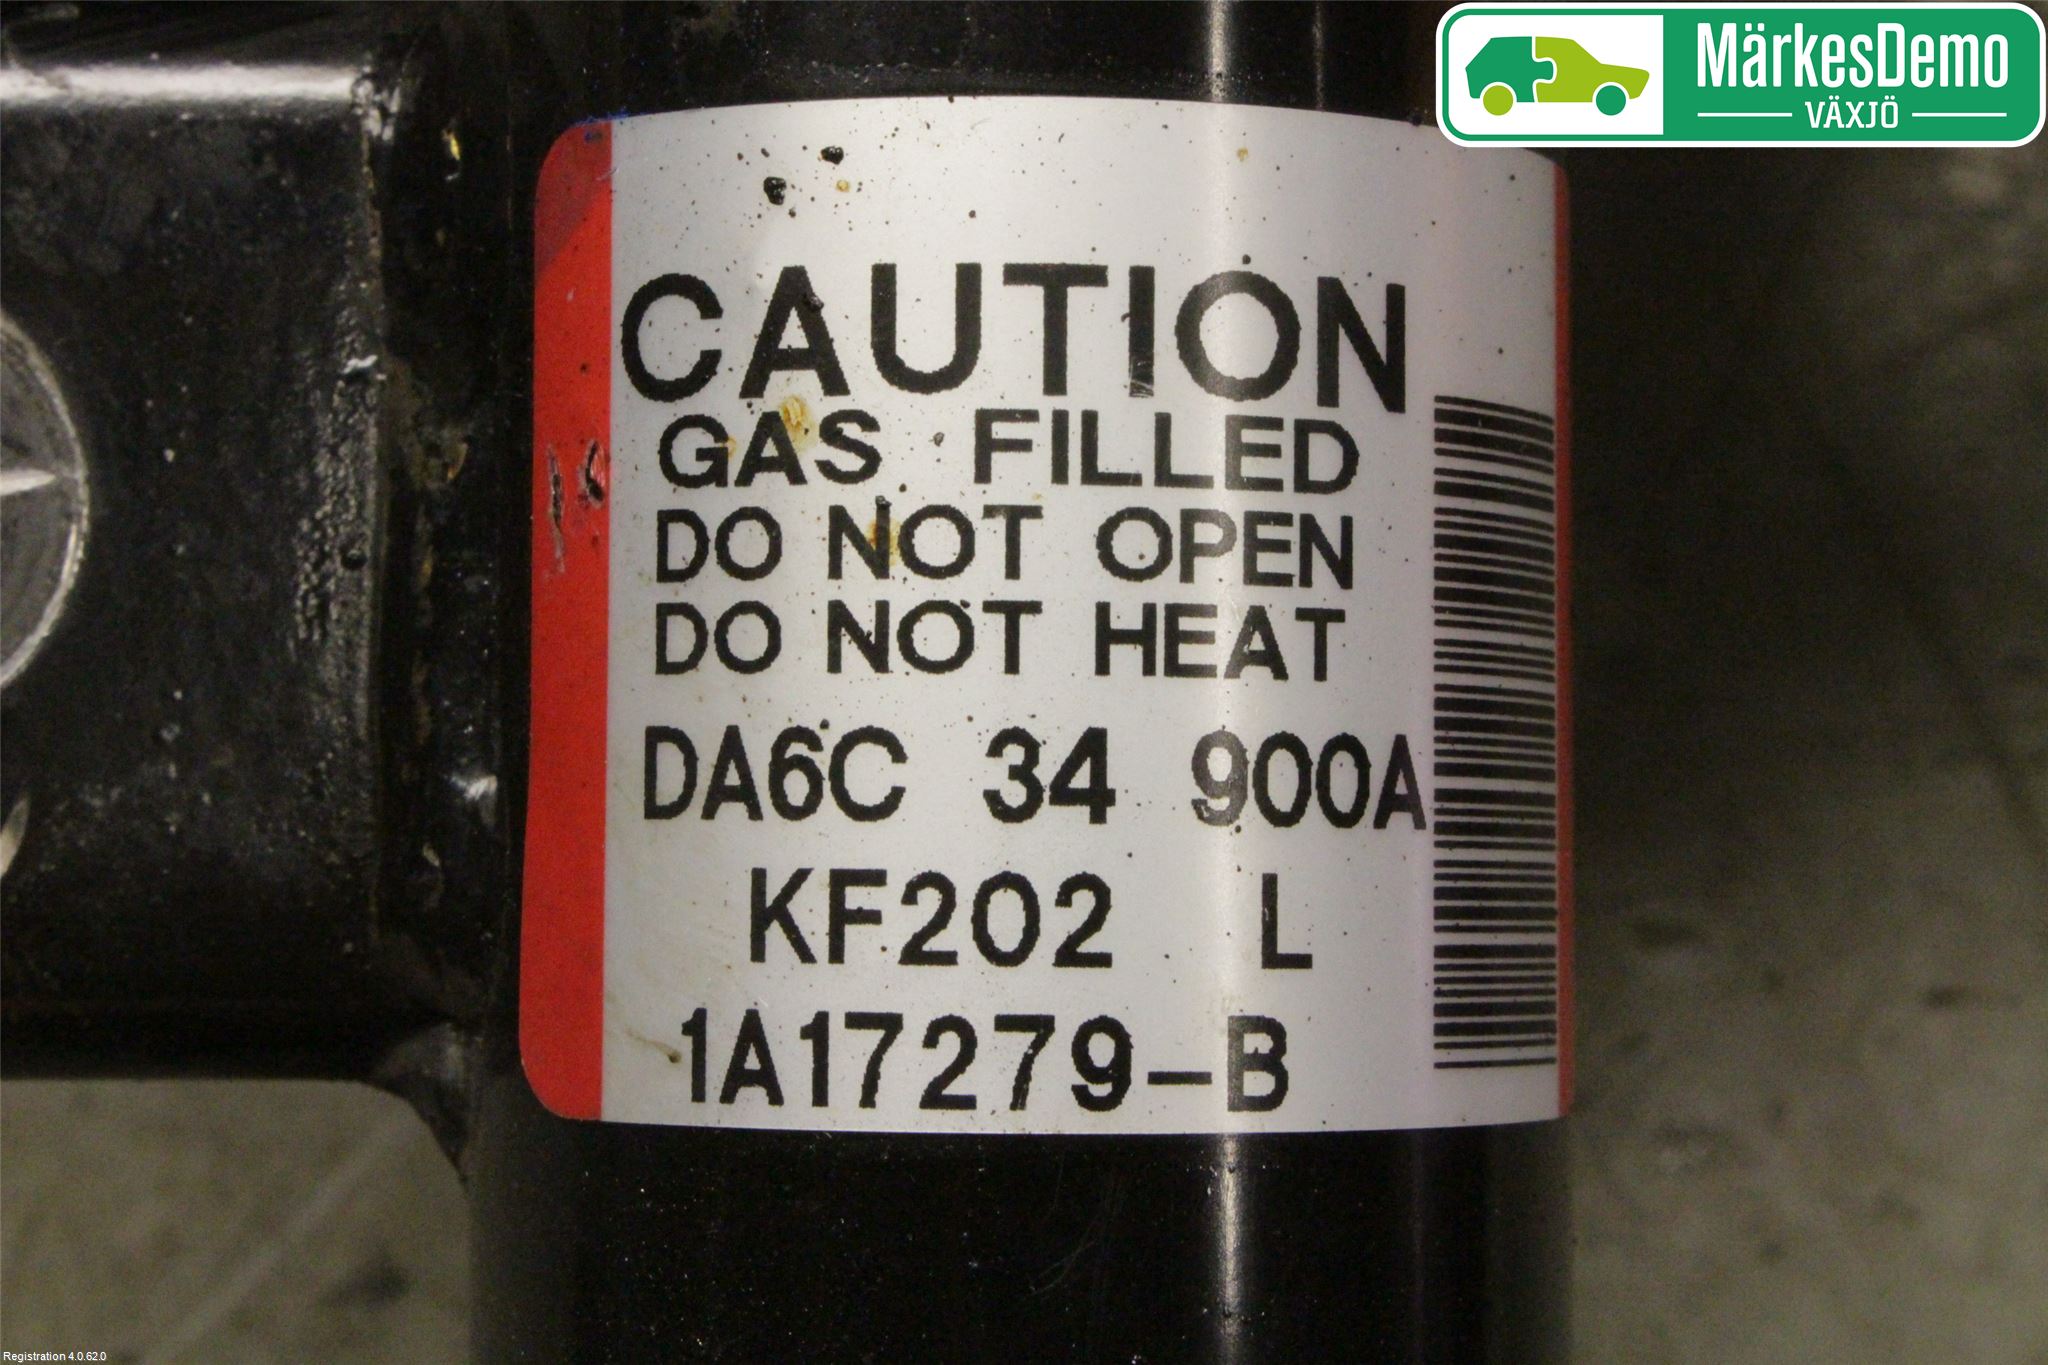 MärkesDemo
VÄXJÖ
CAUTION
GAS FILLED
DO NOT OPEN
DO NOT HEAT
DA6C 34 900A
KF202 L
1A17279-B
Registration 4.0.62.0